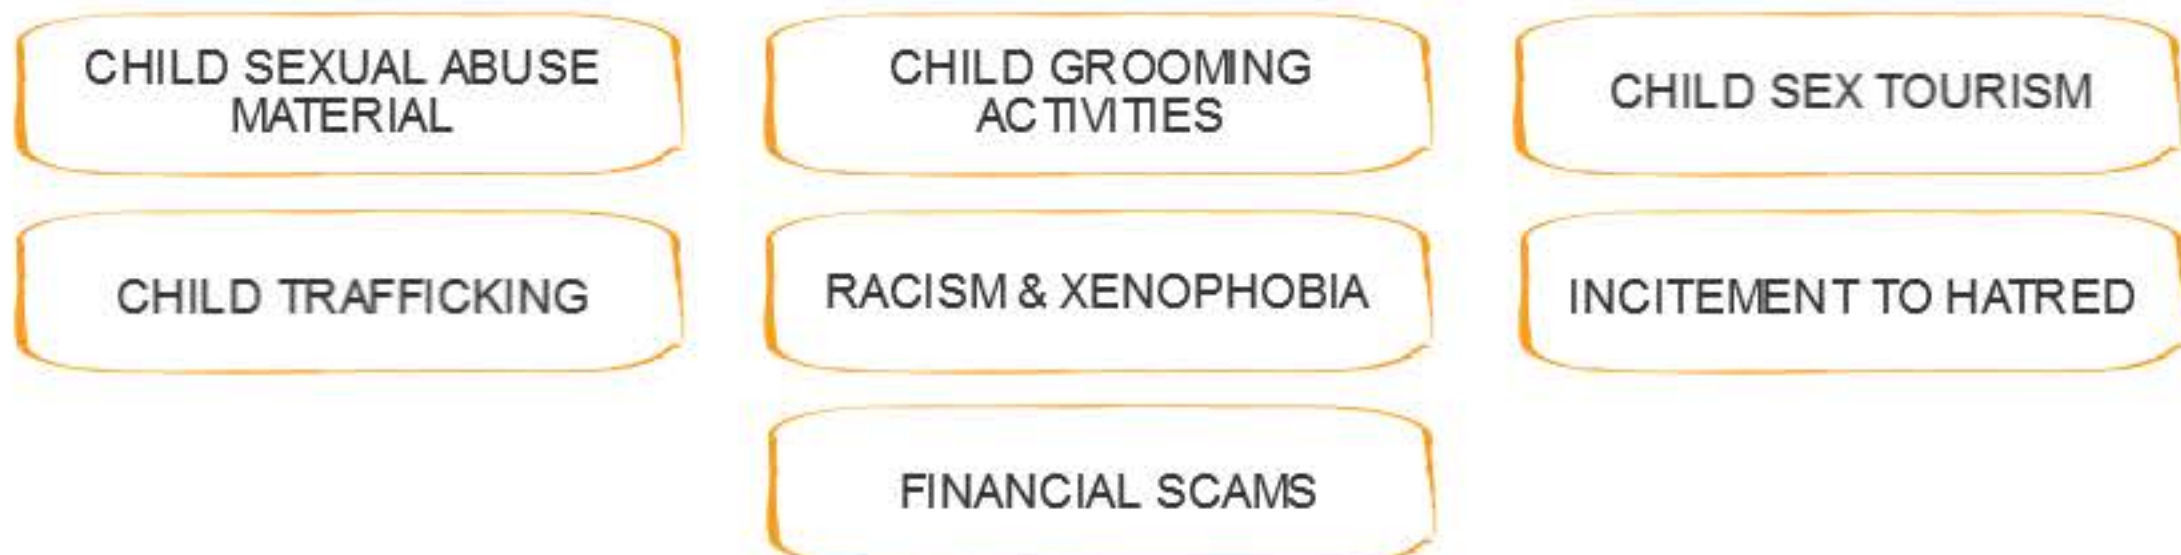 CHILD SEXUAL ABUSE
MATERIAL
CHILD GROOMING
ACTIVITIES
CHILD SEX TOURISM
CHILD TRAFFICKING
RACISM & XENOPHOBIA
INCITEMENT TO HATRED
FINANCIAL SCAMS